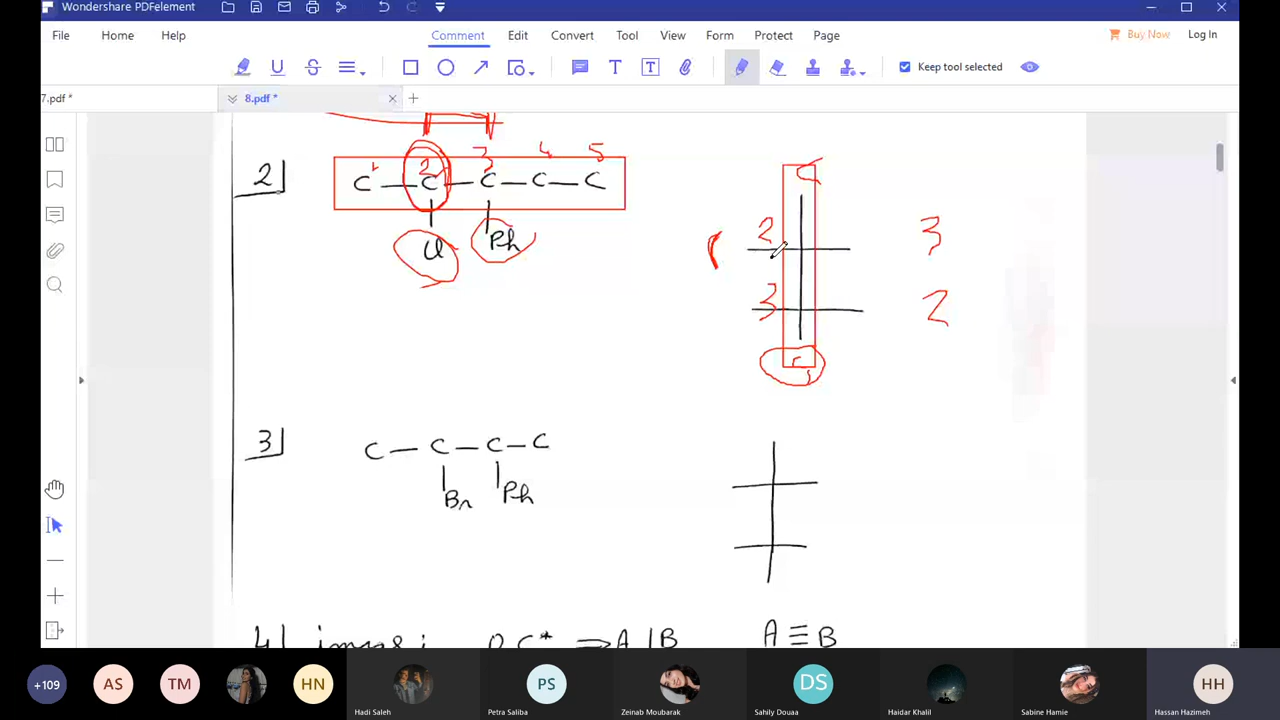 Wondershare PDFelement
File Home Help Comment Edit Convert Tool View Form Protect Page Buy Now Log In
Keep tool selected
7.pdf * 8.pdf *
2] C 1 — C 2 — C 3 — C 4 — C 5
Cl Ph
C
2 3
3 2
C
3] C — C — C — C
Br Ph
4]
C* ⇒ A B A ≡ B
+109 AS TM HN PS DS HH
Hadi Saleh Petra Saliba Zeinab Moubarak Sahily Douaa Haidar Khalil Sabine Hamie Hassan Hazimeh